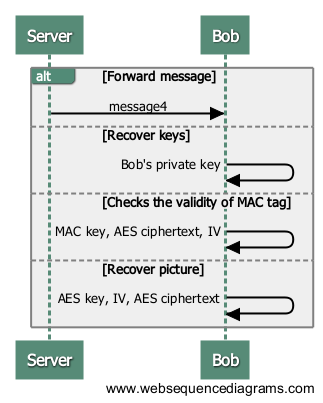 Server Bob
alt [Forward message]
message4
[Recover keys]
Bob's private key
[Checks the validity of MAC tag]
MAC key, AES ciphertext, IV
[Recover picture]
AES key, IV, AES ciphertext
Server Bob
www.websequencediagrams.com